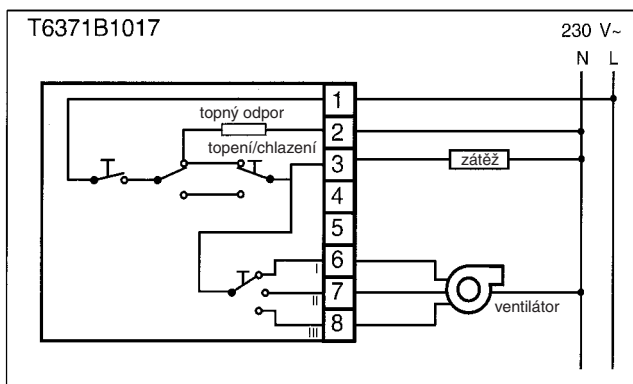 T6371B1017
230 V~
N L
1
topný odpor
2
topení/chlazení
3
zátěž
4
5
I
6
II
7
ventilátor
III
8